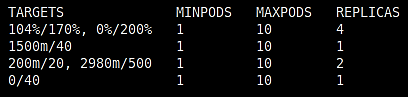 TARGETS MINPODS MAXPODS REPLICAS
104%/170%, 0%/200% 1 10 4
1500m/40 1 10 1
200m/20, 2980m/500 1 10 2
0/40 1 10 1